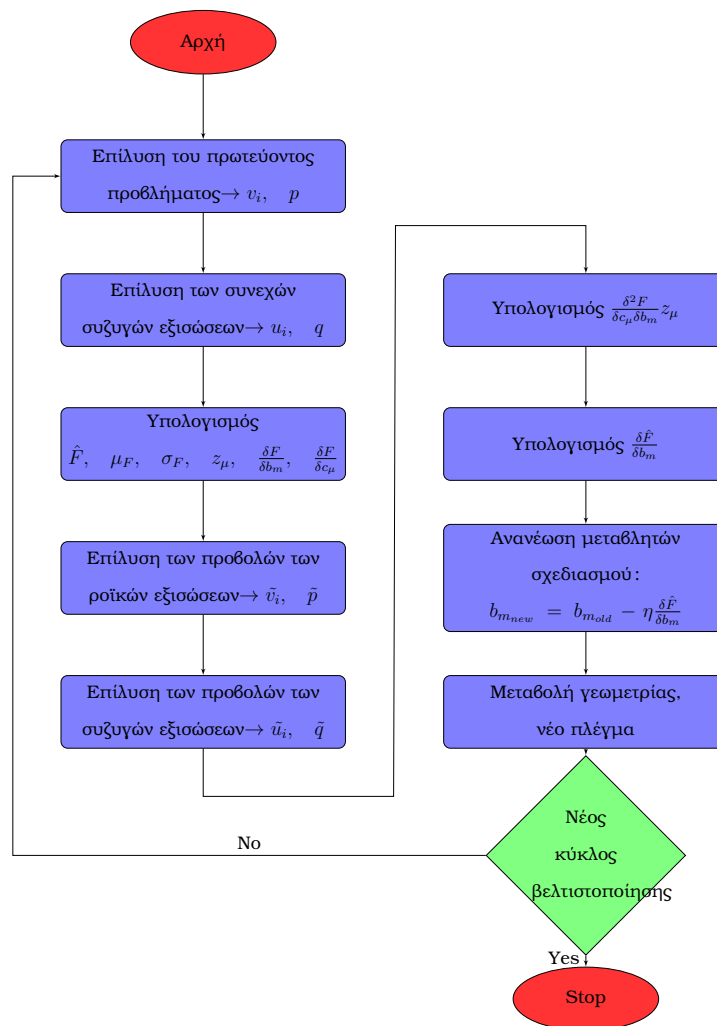 Αρχή
Επίλυση του πρωτεύοντος
προβλήματος→ $v_i$, $p$
Επίλυση των συνεχών
συζυγών εξισώσεων→ $u_i$, $q$
Υπολογισμός
$\hat{F}$, $\mu_F$, $\sigma_F$, $z_\mu$, $\frac{\delta F}{\delta b_m}$, $\frac{\delta F}{\delta c_\mu}$
Επίλυση των προβολών των
ροϊκών εξισώσεων→ $\tilde{v}_i$, $\tilde{p}$
Επίλυση των προβολών των
συζυγών εξισώσεων→ $\tilde{u}_i$, $\tilde{q}$
Υπολογισμός $\frac{\delta^2 F}{\delta c_\mu \delta b_m} z_\mu$
Υπολογισμός $\frac{\delta \hat{F}}{\delta b_m}$
Ανανέωση μεταβλητών
σχεδιασμού:
$b_{m_{new}} = b_{m_{old}} - \eta \frac{\delta \hat{F}}{\delta b_m}$
Μεταβολή γεωμετρίας,
νέο πλέγμα
Νέος
κύκλος
βελτιστοποίησης
No
Yes
Stop